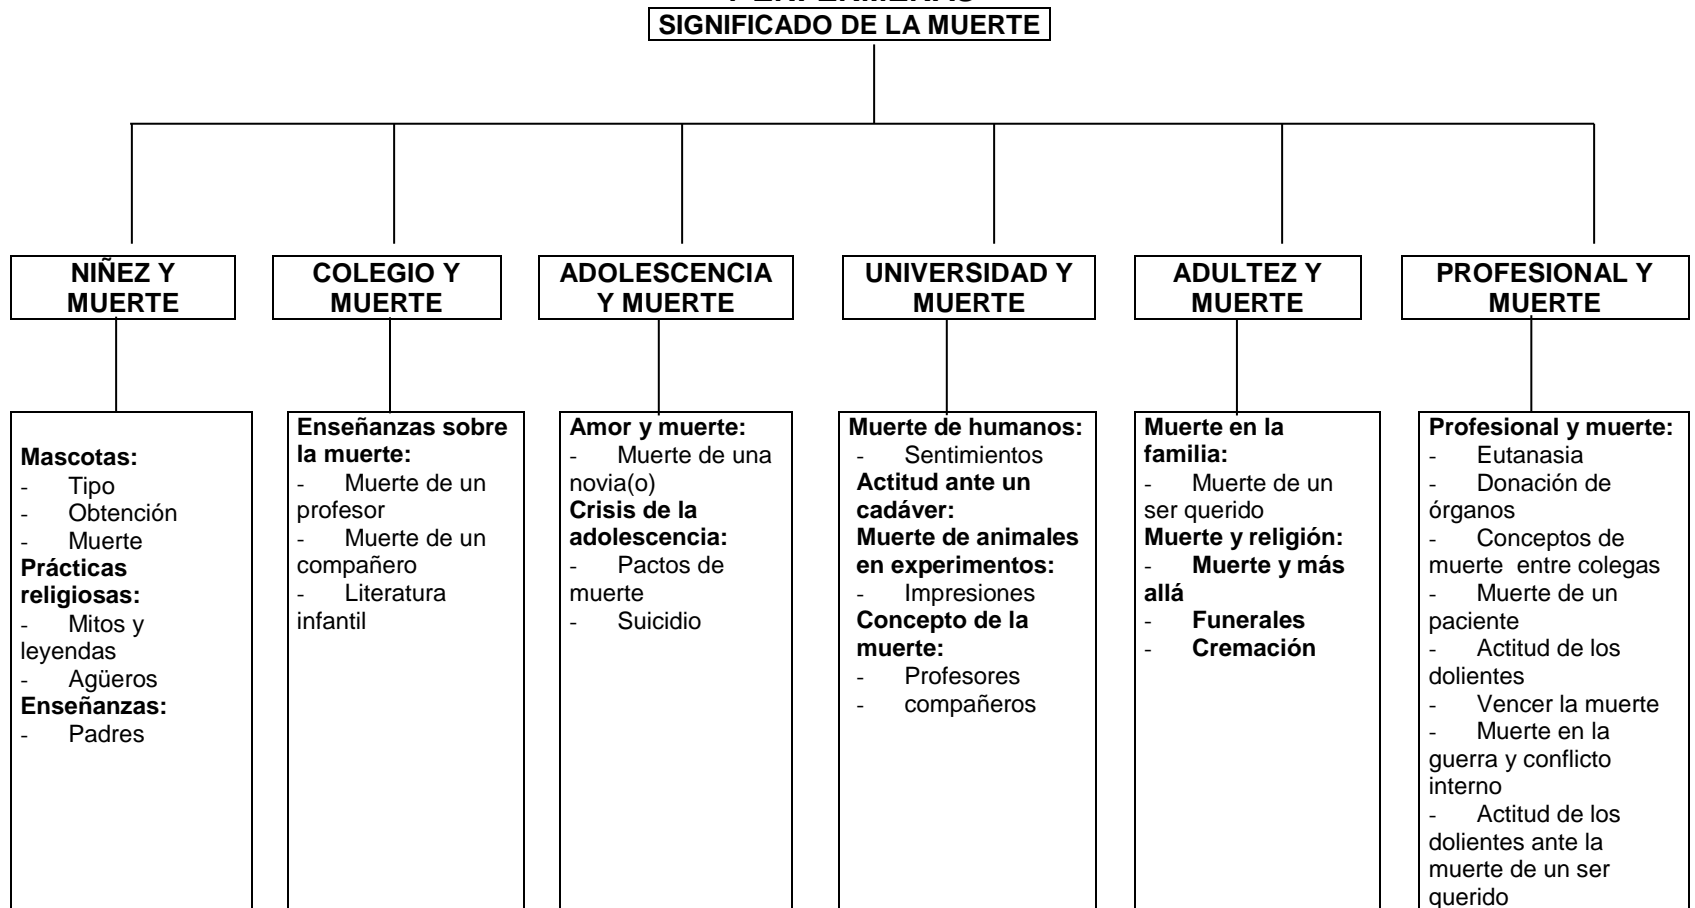 SIGNIFICADO DE LA MUERTE
NIÑEZ Y
MUERTE
COLEGIO Y
MUERTE
ADOLESCENCIA
Y MUERTE
UNIVERSIDAD Y
MUERTE
ADULTEZ Y
MUERTE
PROFESIONAL Y
MUERTE
Mascotas:
- Tipo
- Obtención
- Muerte
Prácticas
religiosas:
- Mitos y
leyendas
- Agüeros
Enseñanzas:
- Padres
Enseñanzas sobre
la muerte:
- Muerte de un
profesor
- Muerte de un
compañero
- Literatura
infantil
Amor y muerte:
- Muerte de una
novia(o)
Crisis de la
adolescencia:
- Pactos de
muerte
- Suicidio
Muerte de humanos:
- Sentimientos
Actitud ante un
cadáver:
Muerte de animales
en experimentos:
- Impresiones
Concepto de la
muerte:
- Profesores
- compañeros
Muerte en la
familia:
- Muerte de un
ser querido
Muerte y religión:
- Muerte y más
allá
- Funerales
- Cremación
Profesional y muerte:
- Eutanasia
- Donación de
órganos
- Conceptos de
muerte entre colegas
- Muerte de un
paciente
- Actitud de los
dolientes
- Vencer la muerte
- Muerte en la
guerra y conflicto
interno
- Actitud de los
dolientes ante la
muerte de un ser
querido